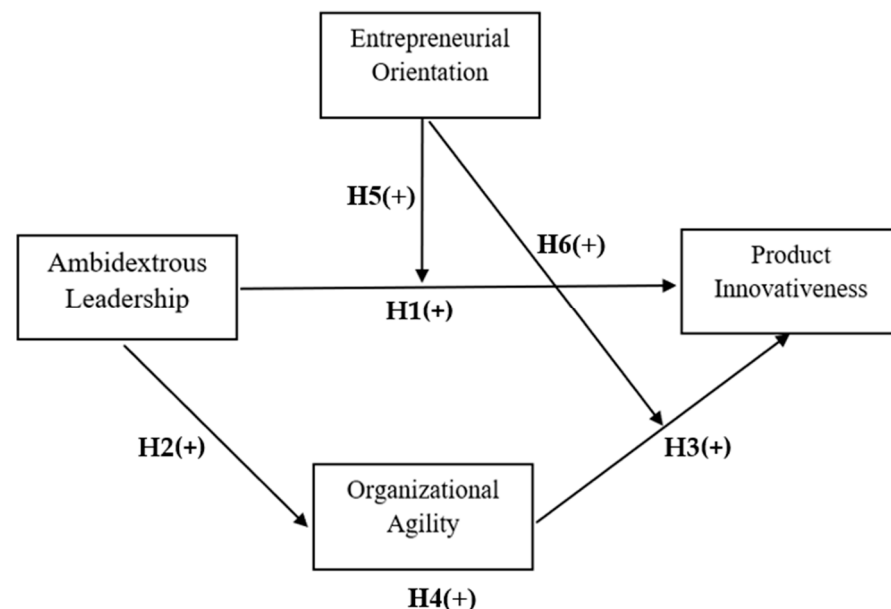 Entrepreneurial
Orientation
H5(+)
H6(+)
Ambidextrous
Leadership
Product
Innovativeness
H1(+)
H2(+)
H3(+)
Organizational
Agility
H4(+)